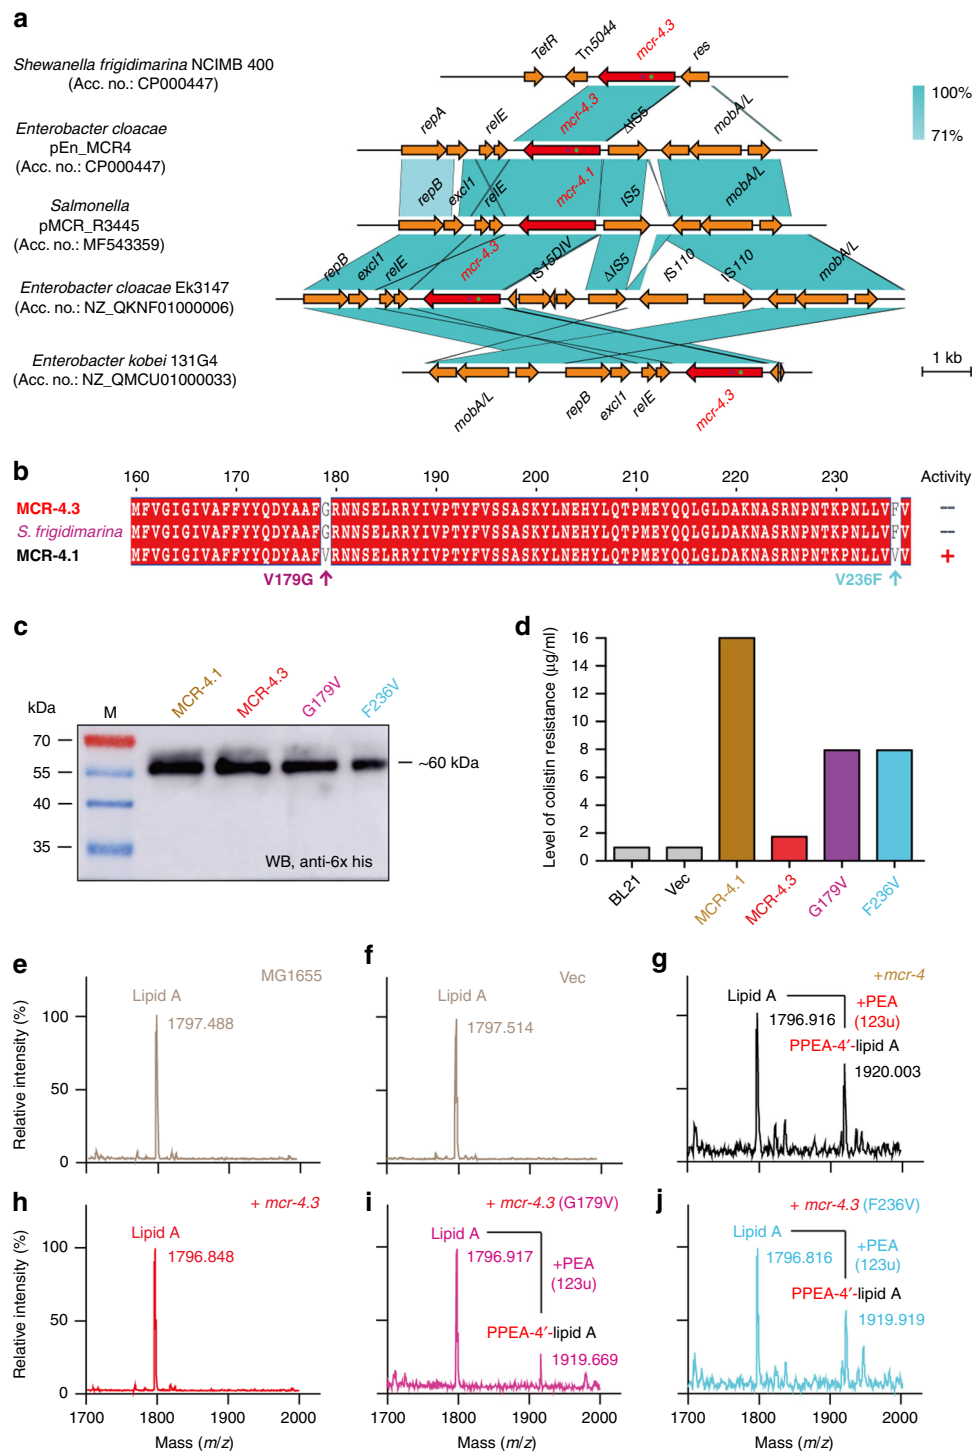 a
TetR Tn5044 mcr-4.3 res
Shewanella frigidimarina NCIMB 400
(Acc. no.: CP000447)
100%
71%
repA relE mcr-4.3 ΔIS5 mobA/L
Enterobacter cloacae
pEn_MCR4
(Acc. no.: CP000447)
repB excl1 relE mcr-4.1 IS5 mobA/L
Salmonella
pMCR_R3445
(Acc. no.: MF543359)
repB excl1 relE mcr-4.3 IS15DIV ΔIS5 IS110 IS110 mobA/L
Enterobacter cloacae Ek3147
(Acc. no.: NZ_QKNF01000006)
Enterobacter kobei 131G4
(Acc. no.: NZ_QMCU01000033)
1 kb
mobA/L repB excl1 relE mcr-4.3
b
160 170 180 190 200 210 220 230 Activity
MCR-4.3 MFVGIGIVAFFYYQDYAAFGRNNSELRRYIVPTYFVSSASKYLNEHYLQTPMEYQQLGLDAKNASRNPNTKPNLLVFV --
S. frigidimarina MFVGIGIVAFFYYQDYAAFGRNNSELRRYIVPTYFVSSASKYLNEHYLQTPMEYQQLGLDAKNASRNPNTKPNLLVFV --
MCR-4.1 MFVGIGIVAFFYYQDYAAFVRNNSELRRYIVPTYFVSSASKYLNEHYLQTPMEYQQLGLDAKNASRNPNTKPNLLVVV +
V179G V236F
c
kDa M MCR-4.1 MCR-4.3 G179V F236V
70
55
40
35
~60 kDa
WB, anti-6x his
d
Level of colistin resistance (µg/ml)
16
14
12
10
8
6
4
2
0
BL21 Vec MCR-4.1 MCR-4.3 G179V F236V
e
MG1655
Lipid A
1797.488
Relative intensity (%)
100
50
0
f
Vec
Lipid A
1797.514
g
+mcr-4
Lipid A
+PEA
(123u)
1796.916
PPEA-4′-lipid A
1920.003
h
+ mcr-4.3
Lipid A
1796.848
Relative intensity (%)
100
50
0
1700 1800 1900 2000
Mass (m/z)
i
+ mcr-4.3 (G179V)
Lipid A
1796.917
+PEA
(123u)
PPEA-4′-lipid A
1919.669
1700 1800 1900 2000
Mass (m/z)
j
+ mcr-4.3 (F236V)
Lipid A
1796.816
+PEA
(123u)
PPEA-4′-lipid A
1919.919
1700 1800 1900 2000
Mass (m/z)